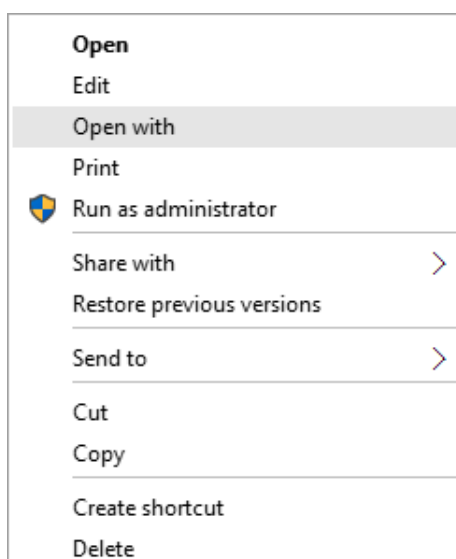 Open
Edit
Open with
Print
Run as administrator
Share with
Restore previous versions
Send to
Cut
Copy
Create shortcut
Delete